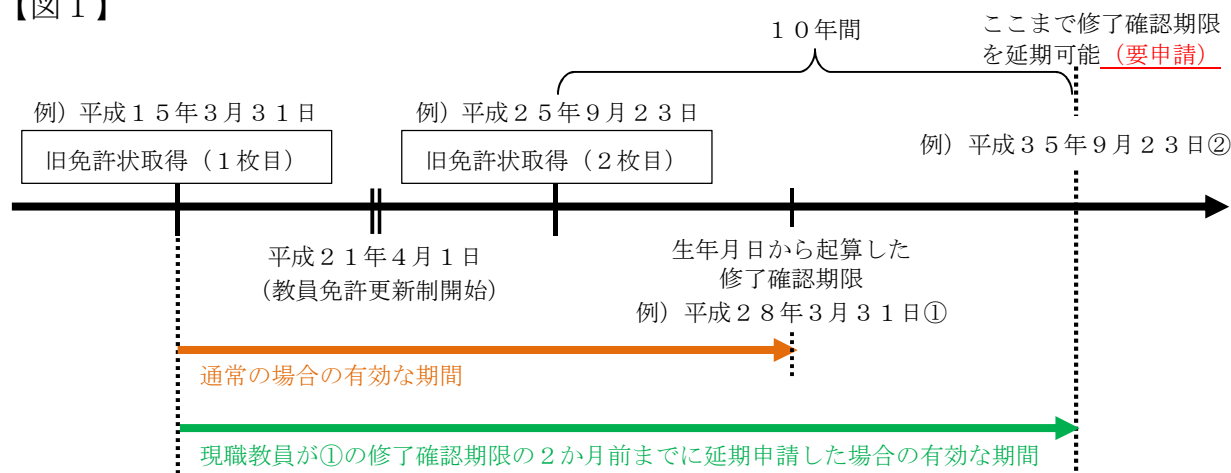 【図１】
１０年間
ここまで修了確認期限
を延期可能（要申請）
例）平成１５年３月３１日
例）平成２５年９月２３日
旧免許状取得（１枚目）
旧免許状取得（２枚目）
例）平成３５年９月２３日②
平成２１年４月１日
（教員免許更新制開始）
生年月日から起算した
修了確認期限
例）平成２８年３月３１日①
通常の場合の有効な期間
現職教員が①の修了確認期限の２か月前までに延期申請した場合の有効な期間